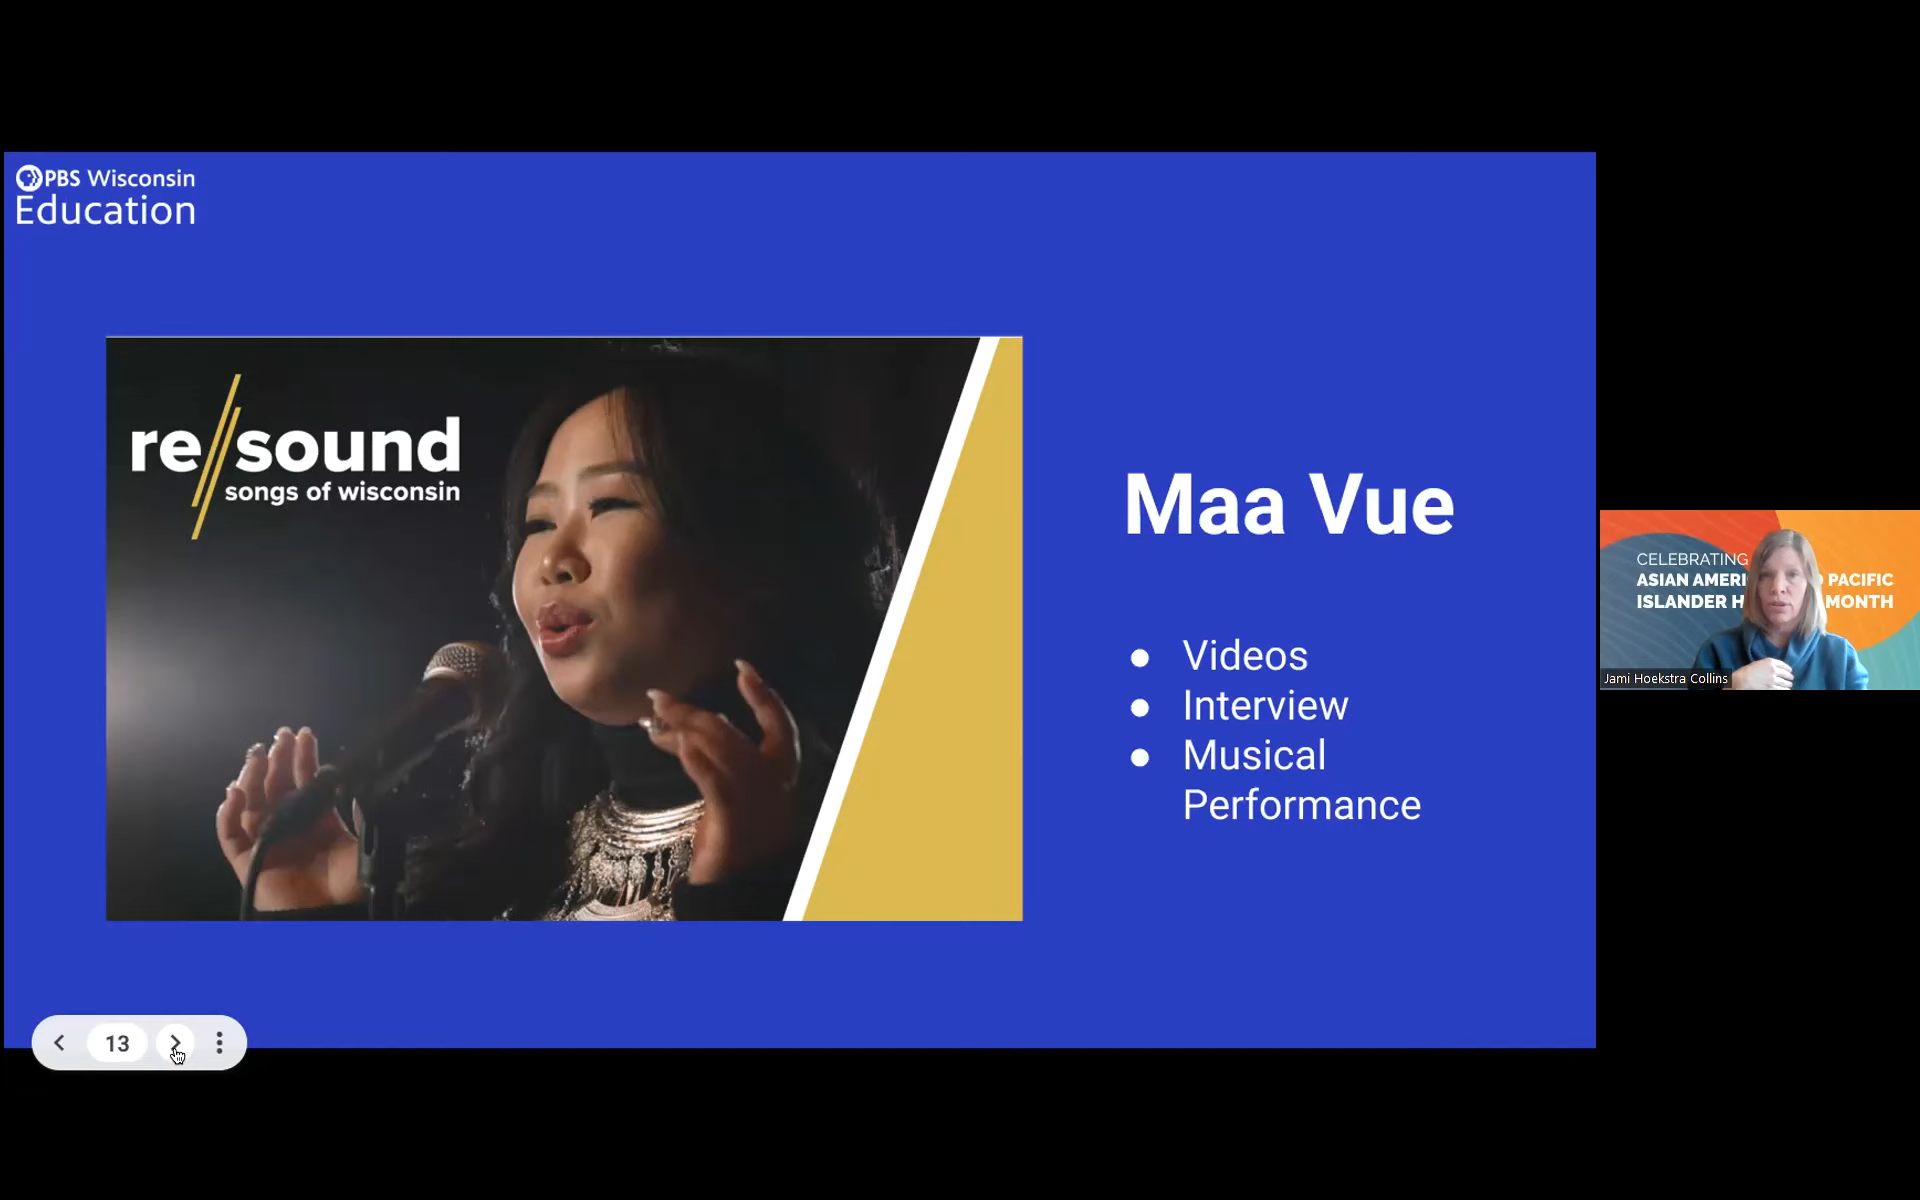 PBS Wisconsin
Education
re//sound
songs of wisconsin
Maa Vue
● Videos
● Interview
● Musical
Performance
13
CELEBRATING
ASIAN AMERI PACIFIC
ISLANDER H MONTH
Jami Hoekstra Collins